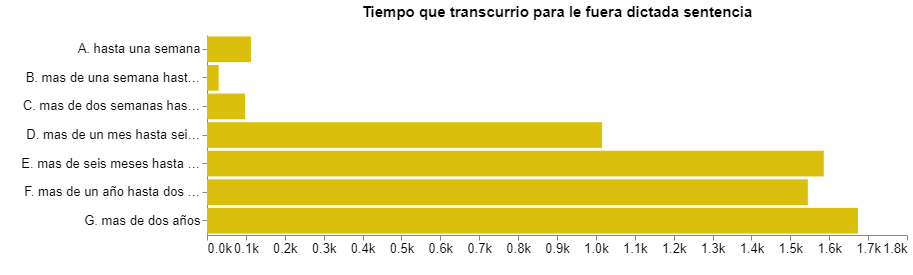 Tiempo que transcurrio para le fuera dictada sentencia
A. hasta una semana
B. mas de una semana hast…
C. mas de dos semanas has…
D. mas de un mes hasta sei…
E. mas de seis meses hasta …
F. mas de un año hasta dos …
G. mas de dos años
0.0k 0.1k 0.2k 0.3k 0.4k 0.5k 0.6k 0.7k 0.8k 0.9k 1.0k 1.1k 1.2k 1.3k 1.4k 1.5k 1.6k 1.7k 1.8k